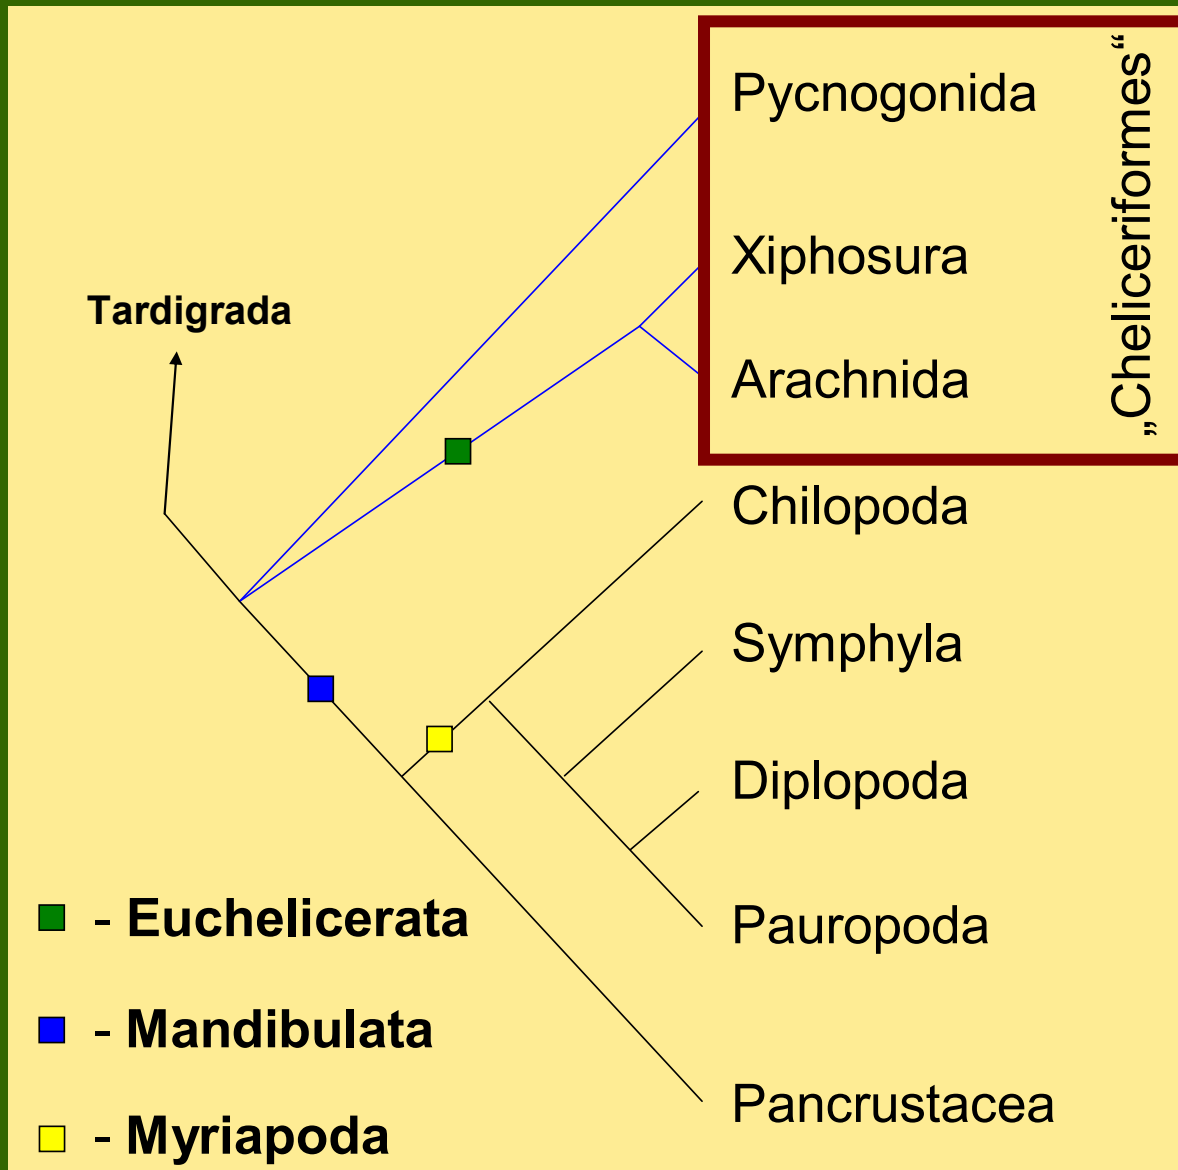 Pycnogonida
„Cheliceriformes“
Xiphosura
Tardigrada
Arachnida
Chilopoda
Symphyla
Diplopoda
- Euchelicerata
Pauropoda
- Mandibulata
Pancrustacea
- Myriapoda